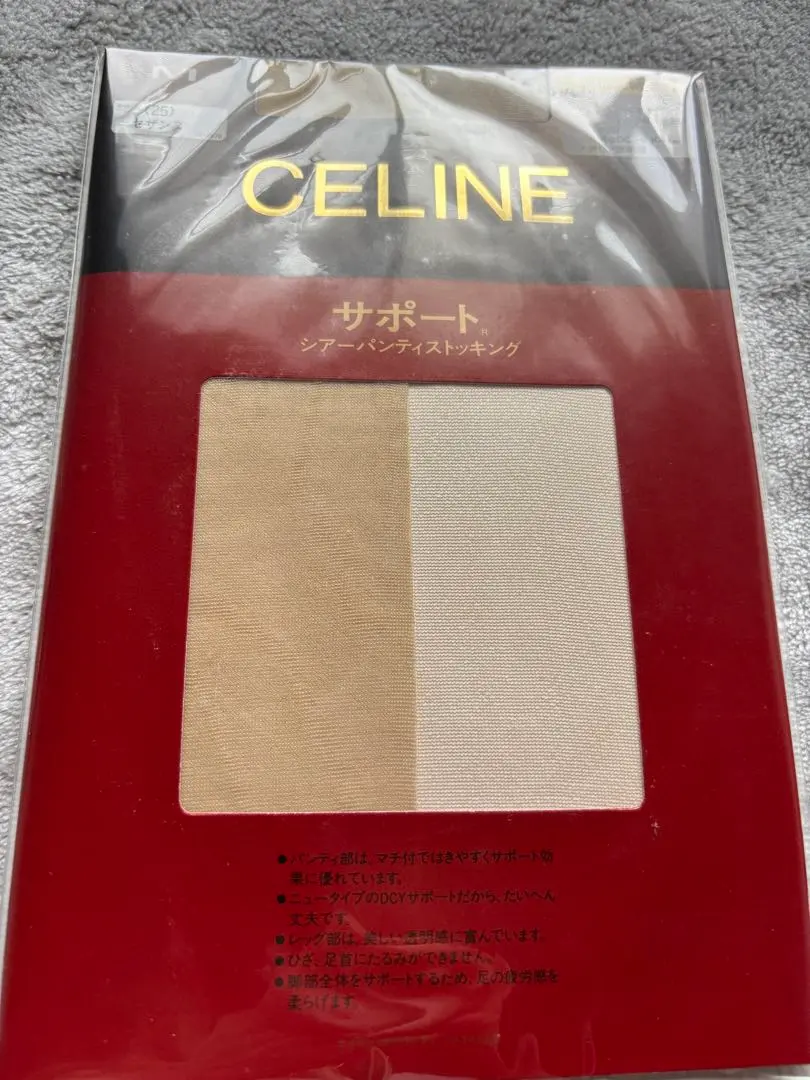 (25)
セザンヌ
CELINE
サポート®
シアーパンティストッキング
●パンティ部は、マチ付ではきやすくサポート効
果に優れています。
●ニュータイプのDCYサポートだから、たいへん
丈夫です。
●レッグ部は、美しい透明感に富んでいます。
●ひざ、足首にたるみができません。
●脚部全体をサポートするため、足の疲労感を
柔らげます。